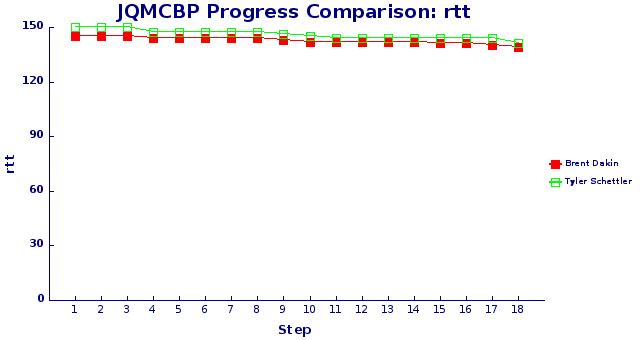 JQMCBP Progress Comparison: rtt
150
120
90
60
30
0
rtt
1 2 3 4 5 6 7 8 9 10 11 12 13 14 15 16 17 18
Step
Brent Dakin
Tyler Schettler